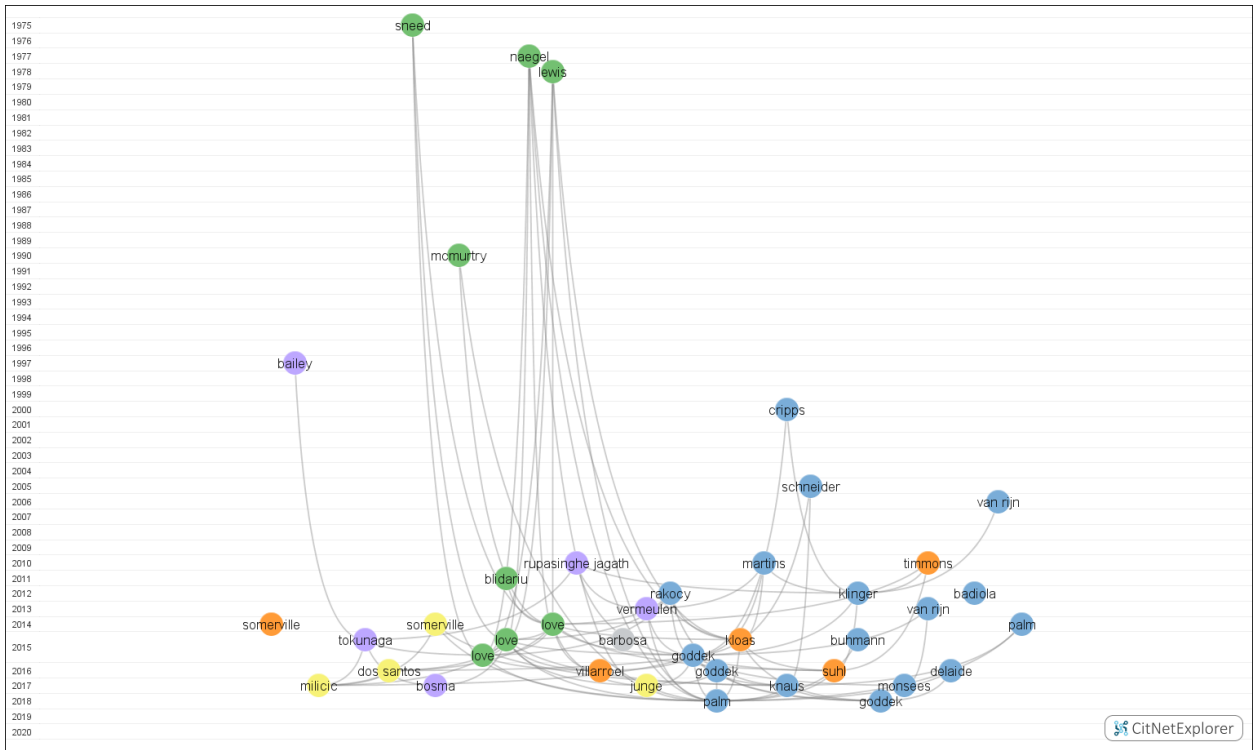 1975 sneed
1976
1977 naegel
1978 lewis
1979
1980
1981
1982
1983
1984
1985
1986
1987
1988
1989
1990 mcmurtry
1991
1992
1993
1994
1995
1996
1997 bailey
1998
1999
2000 cripps
2001
2002
2003
2004
2005 schneider
2006 van rijn
2007
2008
2009
2010 rupasinghe jagath martins timmons
2011 blidariu
2012 rakocy klinger badiola
2013 vermeulen van rijn
2014 somerville somerville love palm
tokunaga love barbosa kloas buhmann
2015 love goddek
2016 dos santos villarroel goddek suhl delaide
2017 milicic bosma junge knaus monsees
2018 palm goddek
2019
2020
CitNetExplorer